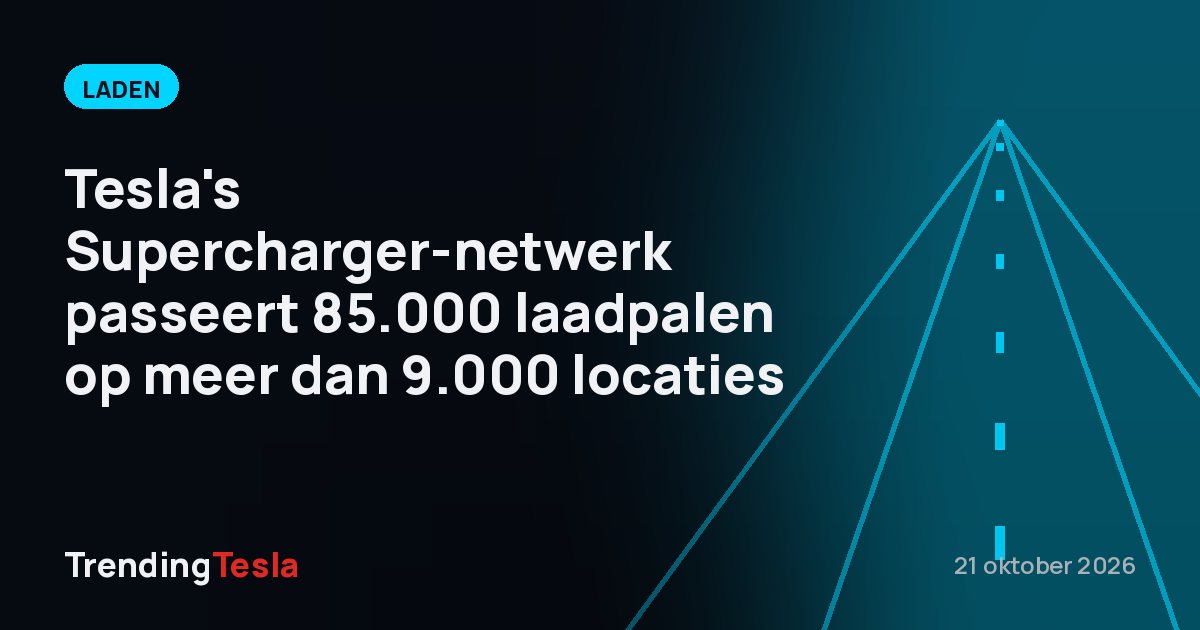 LADEN
Tesla's
Supercharger-netwerk
passeert 85.000 laadpalen
op meer dan 9.000 locaties
TrendingTesla
21 oktober 2026